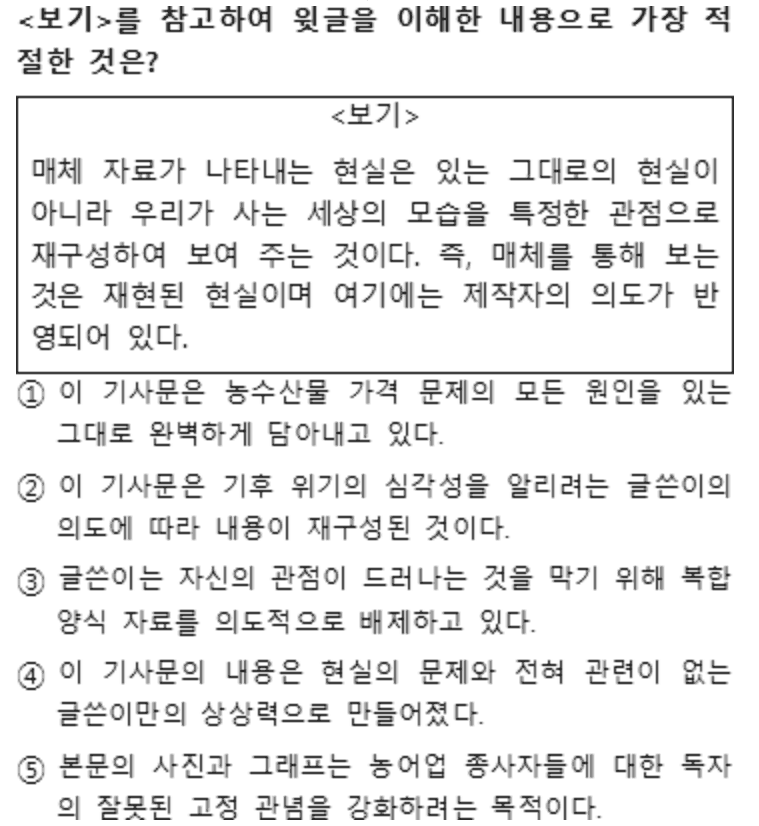 <보기>를 참고하여 윗글을 이해한 내용으로 가장 적
절한 것은?
<보기>
매체 자료가 나타내는 현실은 있는 그대로의 현실이
아니라 우리가 사는 세상의 모습을 특정한 관점으로
재구성하여 보여 주는 것이다. 즉, 매체를 통해 보는
것은 재현된 현실이며 여기에는 제작자의 의도가 반
영되어 있다.
① 이 기사문은 농수산물 가격 문제의 모든 원인을 있는
그대로 완벽하게 담아내고 있다.
② 이 기사문은 기후 위기의 심각성을 알리려는 글쓴이의
의도에 따라 내용이 재구성된 것이다.
③ 글쓴이는 자신의 관점이 드러나는 것을 막기 위해 복합
양식 자료를 의도적으로 배제하고 있다.
④ 이 기사문의 내용은 현실의 문제와 전혀 관련이 없는
글쓴이만의 상상력으로 만들어졌다.
⑤ 본문의 사진과 그래프는 농어업 종사자들에 대한 독자
의 잘못된 고정 관념을 강화하려는 목적이다.